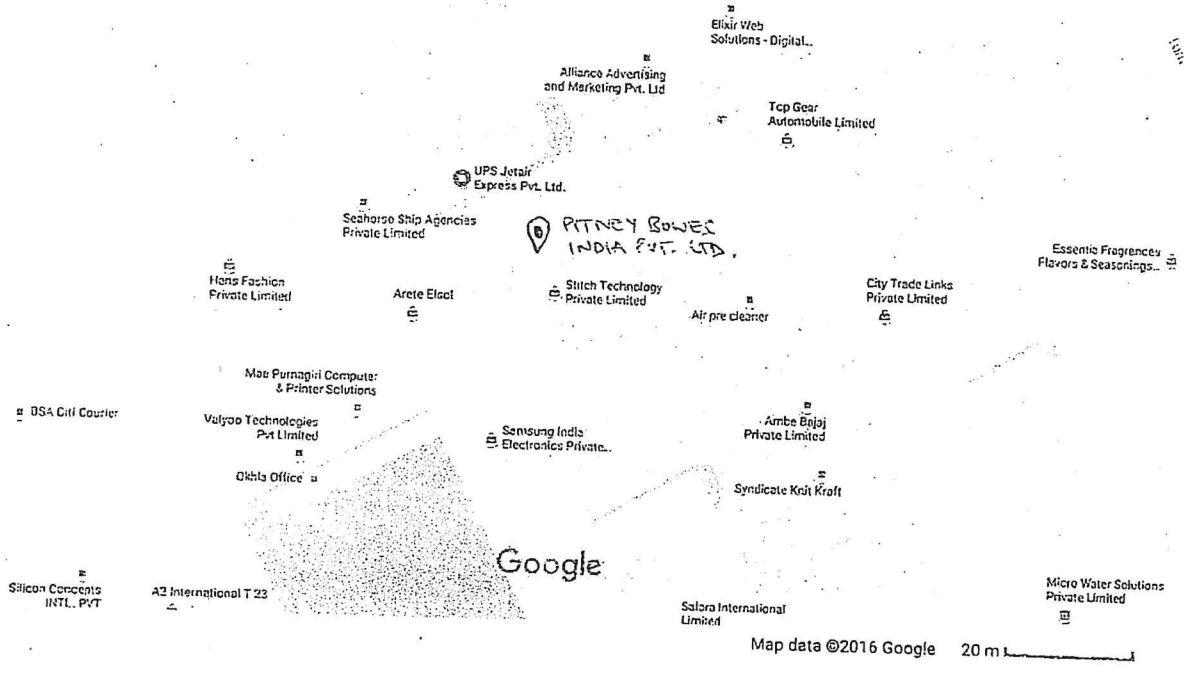 Elixir Web
Solutions - Digital...
Alliance Advertising
and Marketing Pvt. Ltd
Top Gear
Automobile Limited
UPS Jetair
Express Pvt. Ltd.
Seahorse Ship Agencies
Private Limited
PITNEY BOWES
INDIA PVT. LTD.
Essentia Fragrences
Flavors & Seasonings...
Hans Fashion
Private Limited
Arete Elsol
Stitch Technology
Private Limited
Air pre cleaner
City Trade Links
Private Limited
Maa Purnagiri Computer
& Printer Solutions
DSA Citi Courier
Valyoo Technologies
Pvt Limited
Samsung India
Electronics Private...
Ambe Bajaj
Private Limited
Okhla Office
Syndicate Knit Kraft
Google
Silicon Concepts
INTL. PVT
A2 International T 23
Salora International
Limited
Micro Water Solutions
Private Limited
Map data ©2016 Google
20 m